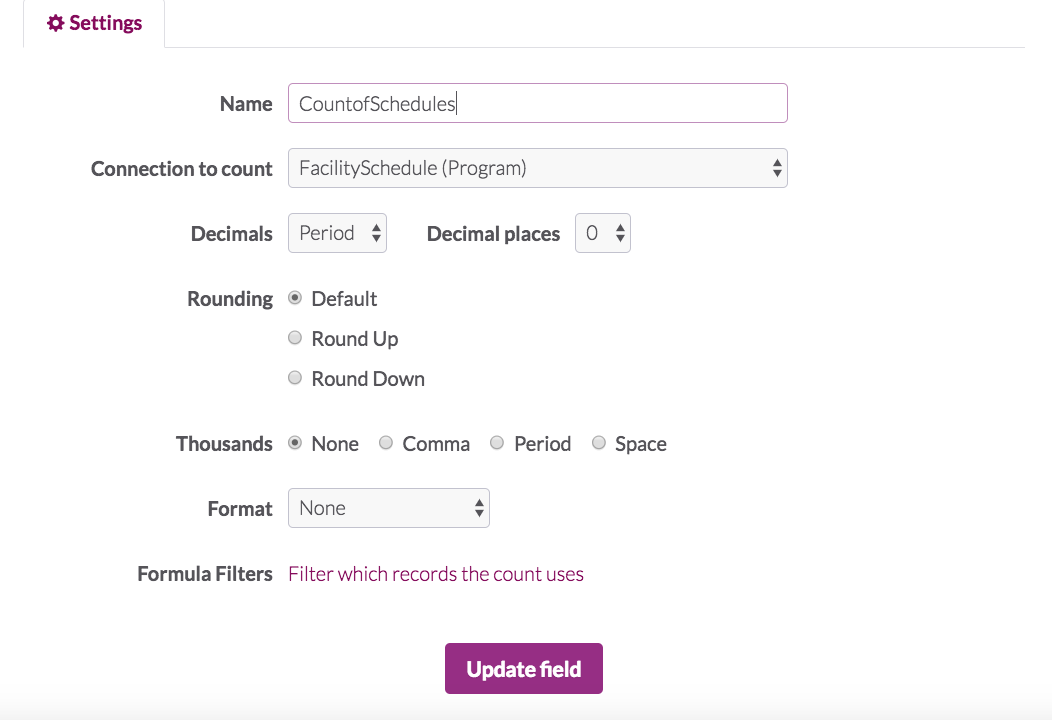 Settings
Name CountofSchedules
Connection to count FacilitySchedule (Program)
Decimals Period Decimal places 0
Rounding Default
Round Up
Round Down
Thousands None Comma Period Space
Format None
Formula Filters Filter which records the count uses
Update field